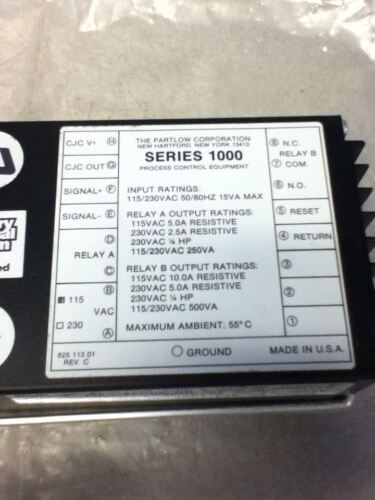 THE PARTLOW CORPORATION
NEW HARTFORD, NEW YORK 13413
SERIES 1000
PROCESS CONTROL EQUIPMENT
INPUT RATINGS:
115/230VAC 50/60HZ 15VA MAX
RELAY A OUTPUT RATINGS:
115VAC 5.0A RESISTIVE
230VAC 2.5A RESISTIVE
230VAC ⅛ HP
115/230VAC 250VA
RELAY B OUTPUT RATINGS:
115VAC 10.0A RESISTIVE
230VAC 5.0A RESISTIVE
230VAC ¼ HP
115/230VAC 500VA
MAXIMUM AMBIENT: 55°C
CJC V+ H
CJC OUT G
SIGNAL+ F
SIGNAL- E
D
RELAY A
C
B
115
VAC
230
A
8 N.C.
RELAY B
7 COM.
6 N.O.
5 RESET
4 RETURN
3
2
1
625 113 01
REV. C
GROUND
MADE IN U.S.A.